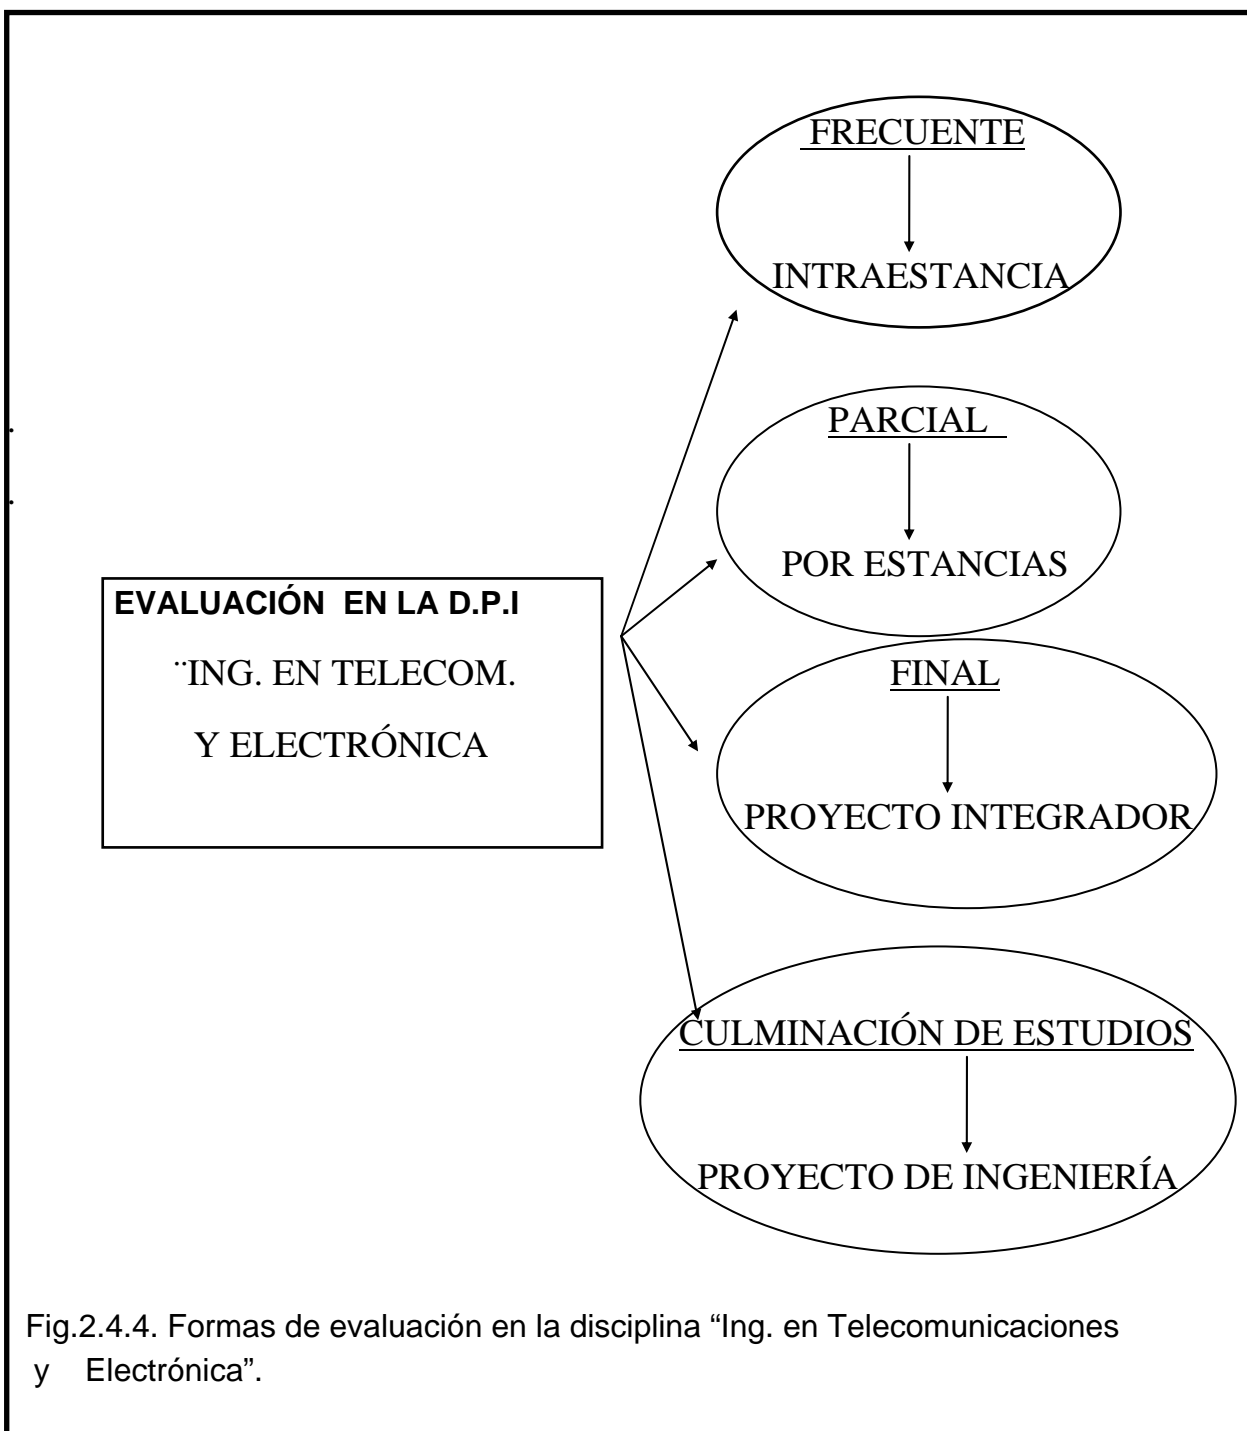 FRECUENTE
INTRAESTANCIA
PARCIAL
POR ESTANCIAS
EVALUACIÓN EN LA D.P.I
¨ING. EN TELECOM.
Y ELECTRÓNICA
FINAL
PROYECTO INTEGRADOR
CULMINACIÓN DE ESTUDIOS
PROYECTO DE INGENIERÍA
Fig.2.4.4. Formas de evaluación en la disciplina “Ing. en Telecomunicaciones
y Electrónica”.